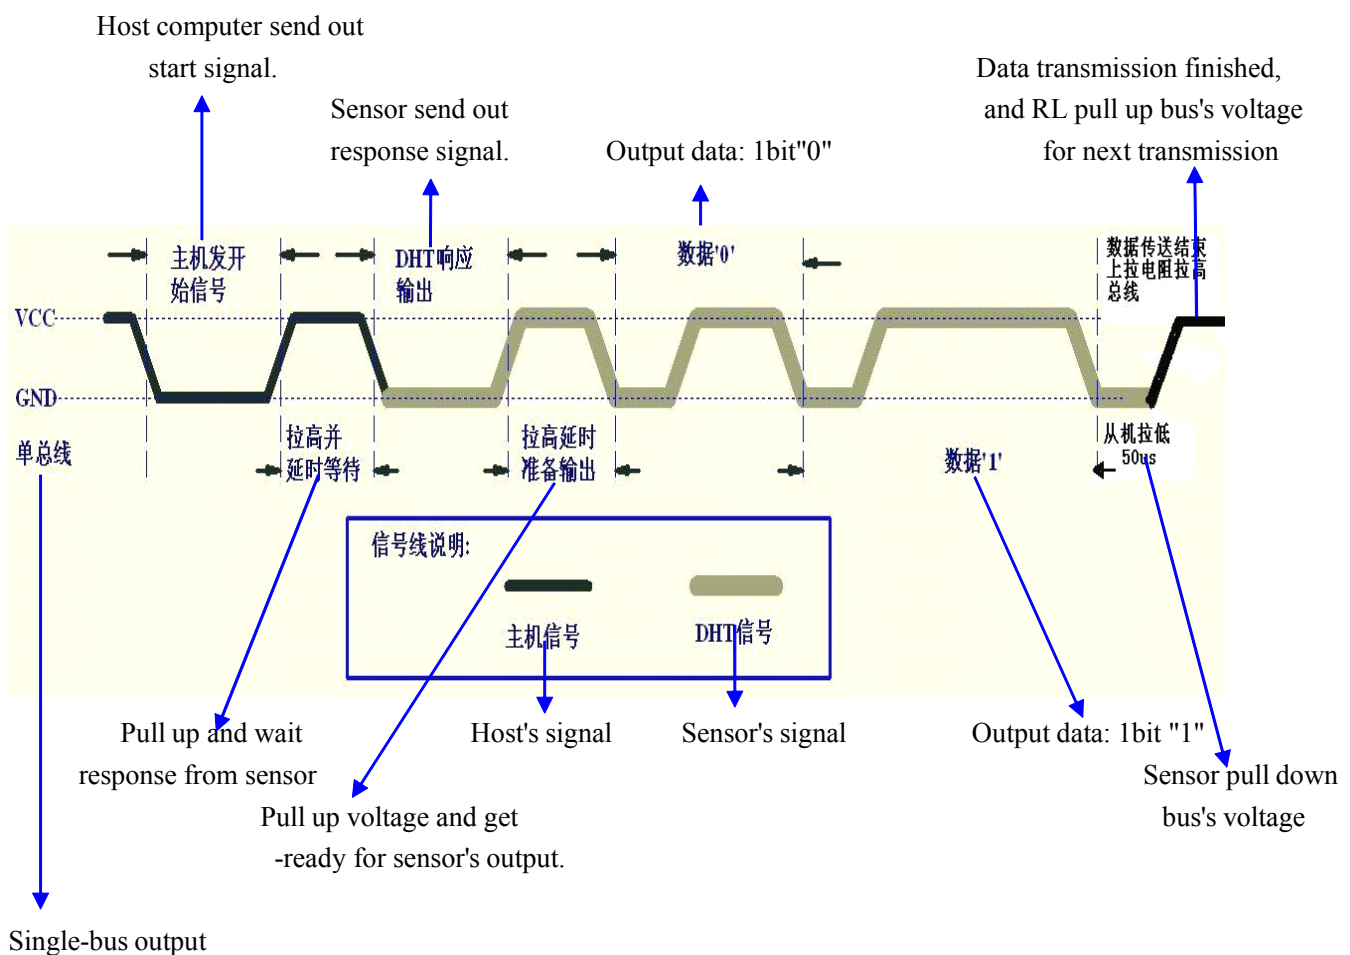 Host computer send out
start signal.
Data transmission finished,
and RL pull up bus's voltage
for next transmission
Sensor send out
response signal.
Output data: 1bit"0"
主机发开
始信号
DHT响应
输出
数据'0'
数据传送结束
上拉电阻拉高
总线
VCC
GND
单总线
拉高并
延时等待
拉高延时
准备输出
数据'1'
从机拉低
50us
信号线说明:
主机信号
DHT信号
Pull up and wait
response from sensor
Host's signal
Sensor's signal
Output data: 1bit "1"
Sensor pull down
bus's voltage
Pull up voltage and get
-ready for sensor's output.
Single-bus output